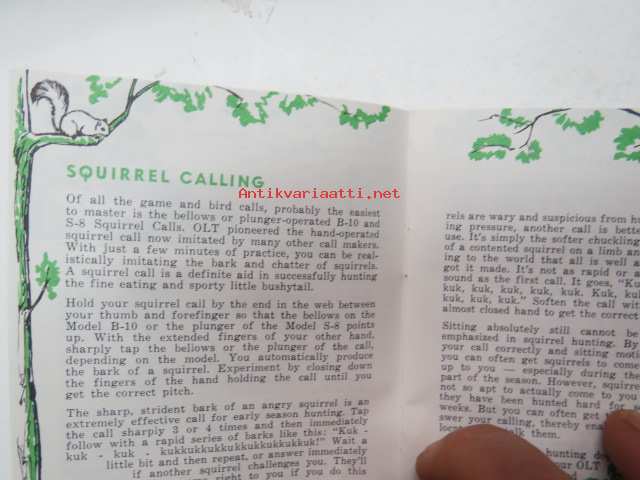 SQUIRREL CALLING
Of all the game and bird calls, probably the easiest
to master is the bellows or plunger-operated B-10 and
S-8 Squirrel Calls. OLT pioneered the hand-operated
squirrel call now imitated by many other call makers.
With just a few minutes of practice, you can be real-
istically imitating the bark and chatter of squirrels.
A squirrel call is a definite aid in successfully hunting
the fine eating and sporty little bushytail.
Hold your squirrel call by the end in the web between
your thumb and forefinger so that the bellows on the
Model B-10 or the plunger of the Model S-8 points
up. With the extended fingers of your other hand,
sharply tap the bellows or the plunger of the call,
depending on the model. You automatically produce
the bark of a squirrel. Experiment by closing down
the fingers of the hand holding the call until you
get the correct pitch.
The sharp, strident bark of an angry squirrel is an
extremely effective call for early season hunting. Tap
the call sharply 3 or 4 times and then immediately
follow with a rapid series of barks like this: "Kuk -
kuk - kuk - kukkukkukkukkukkukkuk!" Wait a
little bit and then repeat, or answer immediately
if another squirrel challenges you. They'll
right to you if you do this
rels are wary and suspicious from
ing pressure, another call is
use. It's simply the softer chuckling
of a contented squirrel on a limb
ing to the world that all is well
got it made. It's not as rapid or
sound as the first call. It goes,
kuk, kuk, kuk, kuk, kuk. Kuk,
kuk, kuk, kuk." Soften the call
almost closed hand to get the correct
Sitting absolutely still cannot be
emphasized in squirrel hunting. By
your call correctly and sitting
you can often get squirrels to come
up to you — especially during the
part of the season. However,
not so apt to actually come to you
they have been hunted hard for
weeks. But you can often get
swer your calling, thereby
them.
hunting
OLT
Antikvariaatti.net